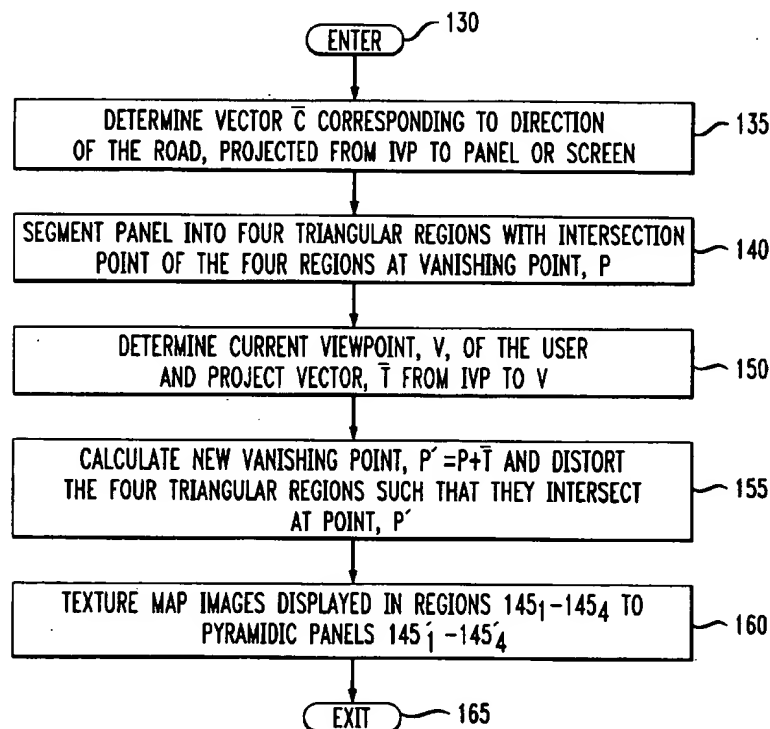 ENTER 130
DETERMINE VECTOR C̄ CORRESPONDING TO DIRECTION
OF THE ROAD, PROJECTED FROM IVP TO PANEL OR SCREEN
135
SEGMENT PANEL INTO FOUR TRIANGULAR REGIONS WITH INTERSECTION
POINT OF THE FOUR REGIONS AT VANISHING POINT, P
140
DETERMINE CURRENT VIEWPOINT, V, OF THE USER
AND PROJECT VECTOR, T̄ FROM IVP TO V
150
CALCULATE NEW VANISHING POINT, P´=P+T̄ AND DISTORT
THE FOUR TRIANGULAR REGIONS SUCH THAT THEY INTERSECT
AT POINT, P´
155
TEXTURE MAP IMAGES DISPLAYED IN REGIONS 145₁-145₄ TO
PYRAMIDIC PANELS 145´₁-145´₄
160
EXIT 165